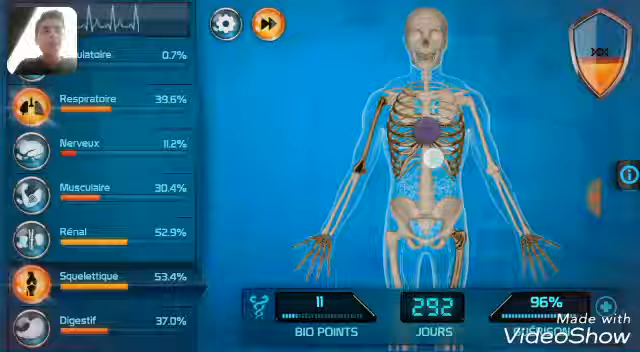 ulatoire 0.7%
Respiratoire 39.6%
Nerveux 11.2%
Musculaire 30.4%
Rénal 52.9%
Squelettique 53.4%
Digestif 37.0%
11
BIO POINTS
292
JOURS
96%
Made with
VideoShow